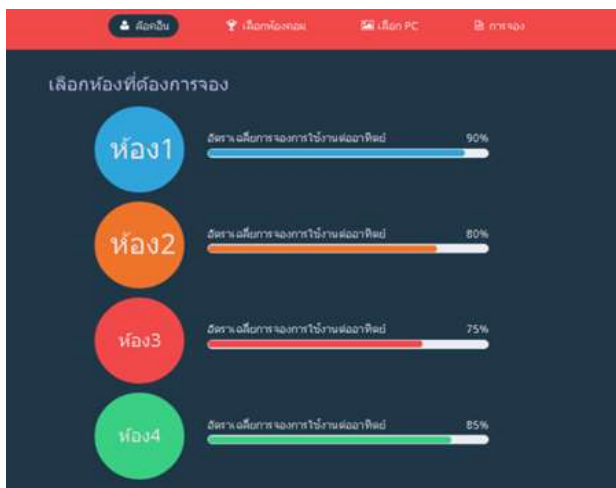 ล๊อคอิน เลือกห้องคอม เลือก PC การจอง
เลือกห้องที่ต้องการจอง
ห้อง1
อัตราเฉลี่ยการจองการใช้งานต่ออาทิตย์ 90%
ห้อง2
อัตราเฉลี่ยการจองการใช้งานต่ออาทิตย์ 80%
ห้อง3
อัตราเฉลี่ยการจองการใช้งานต่ออาทิตย์ 75%
ห้อง4
อัตราเฉลี่ยการจองการใช้งานต่ออาทิตย์ 85%